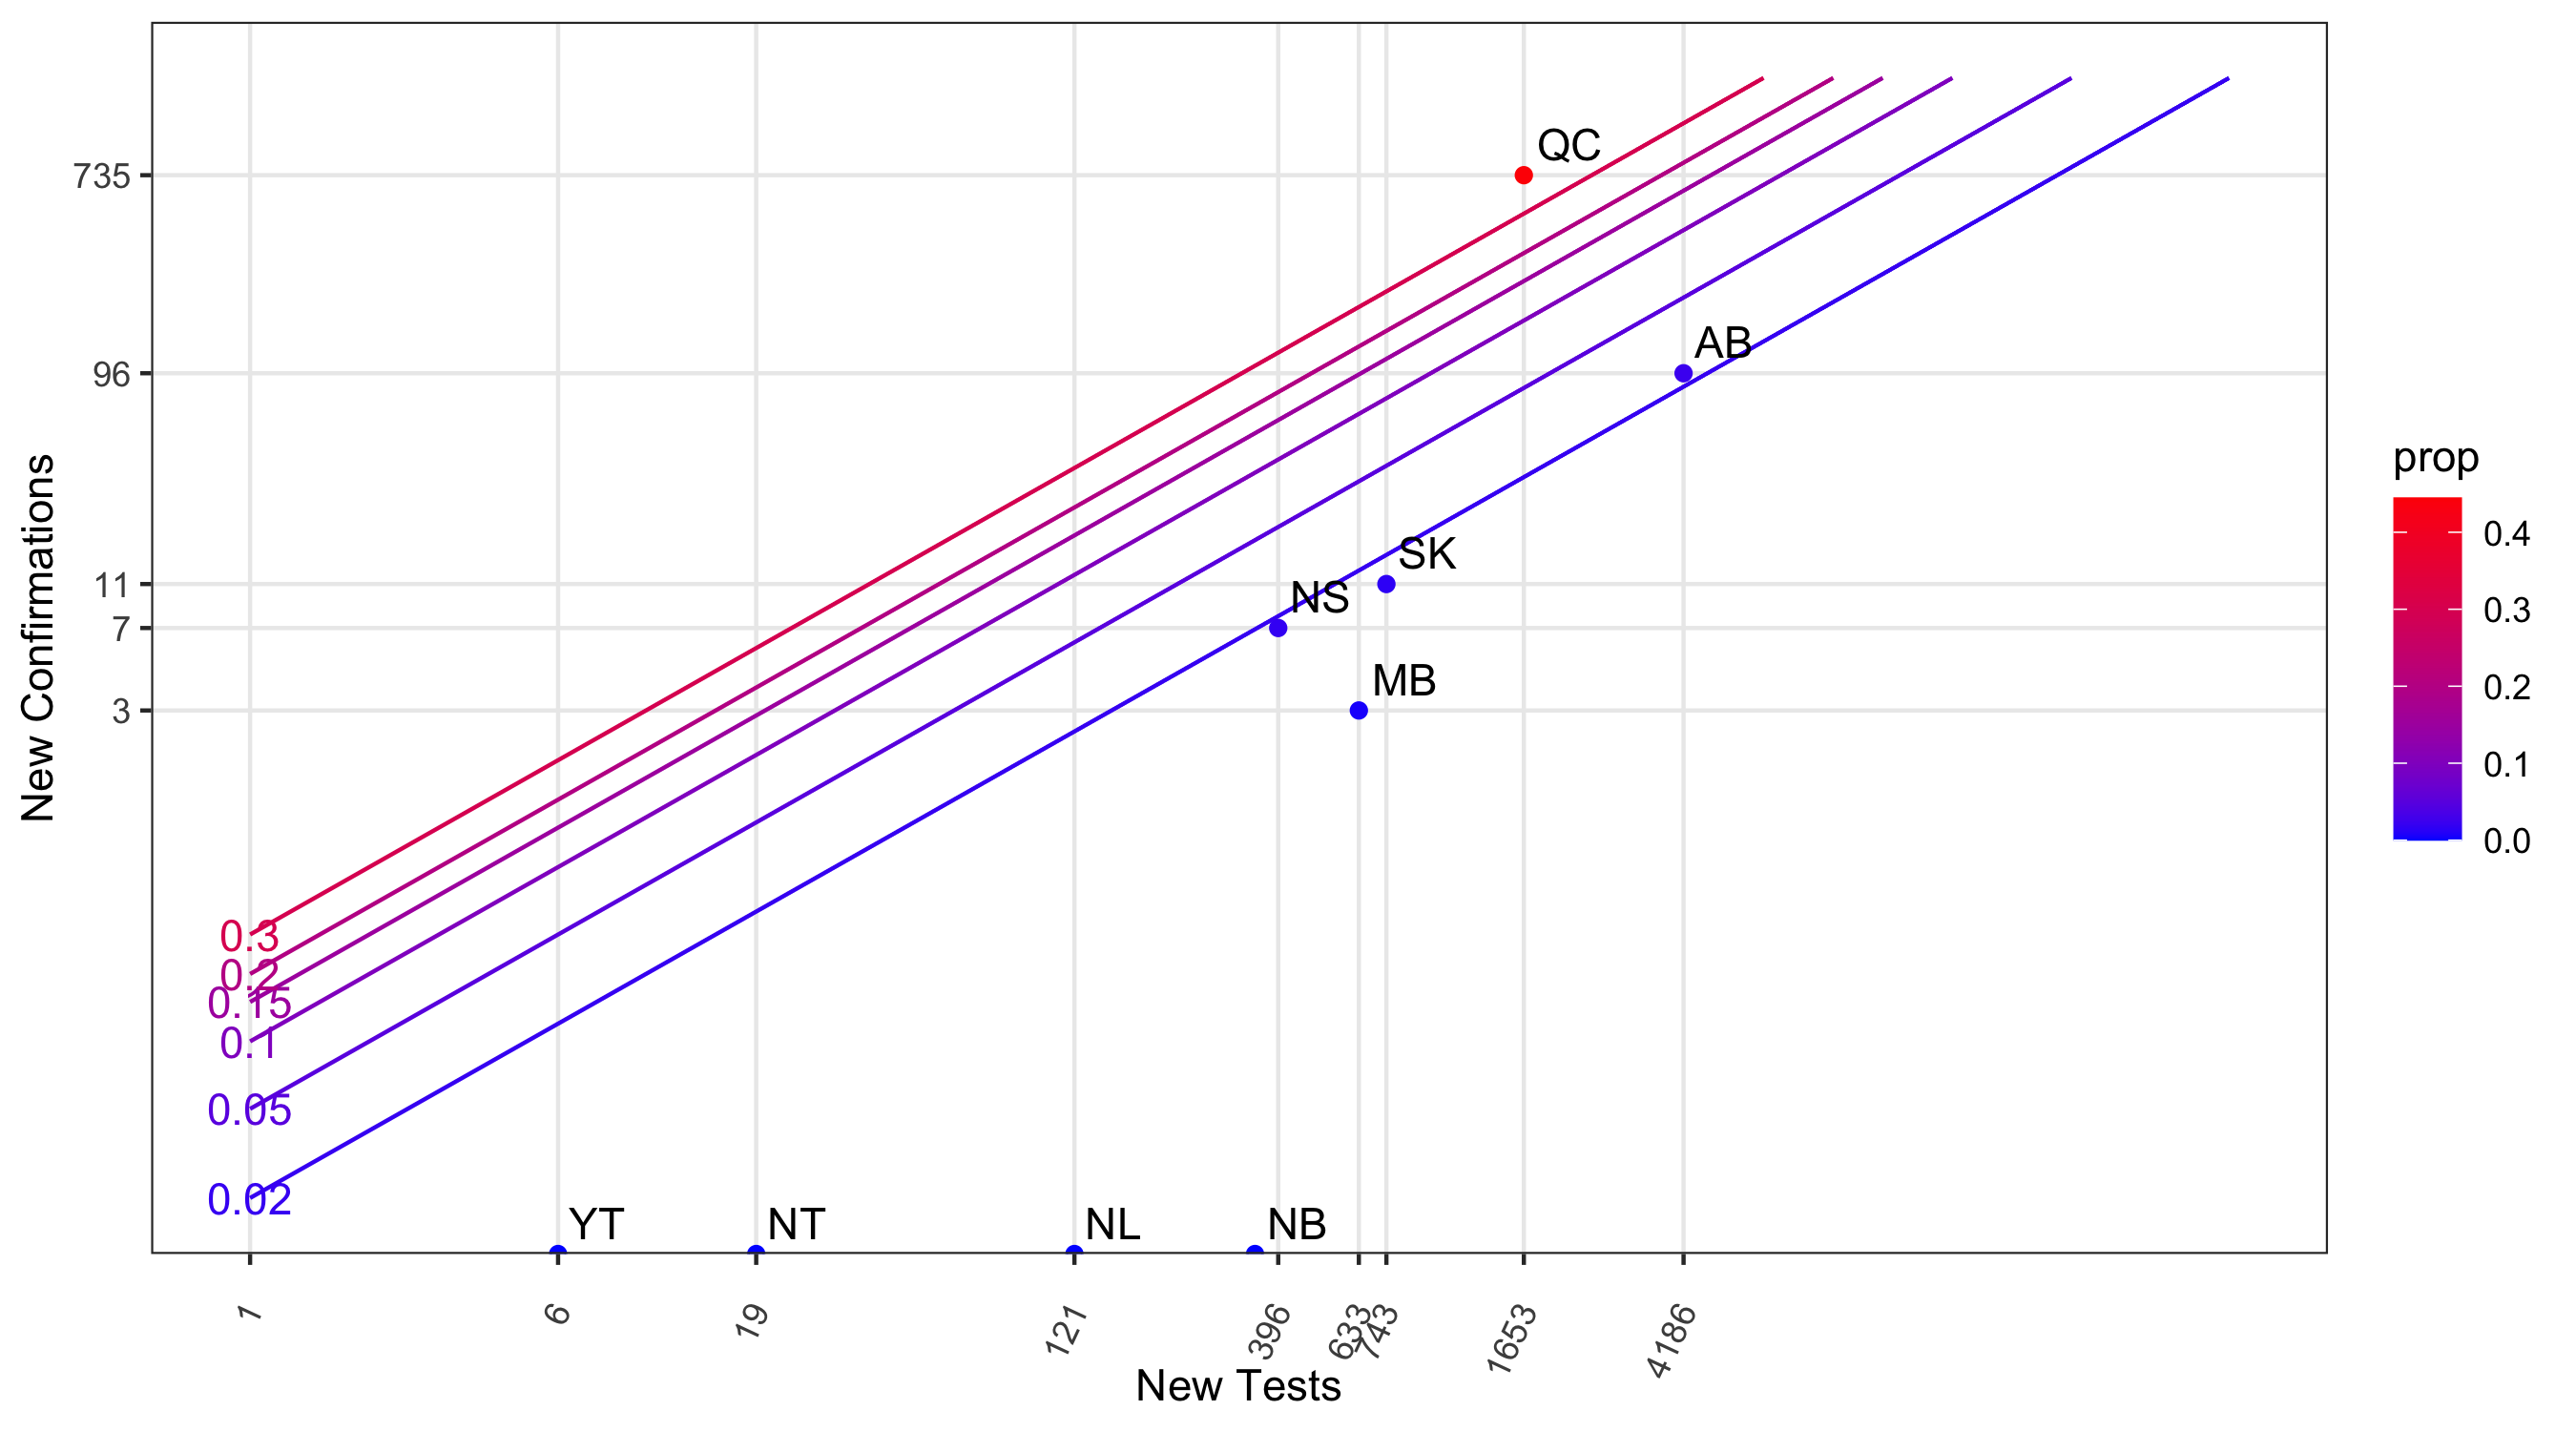 QC
735
AB
96
prop
0.4
SK
11
NS
0.3
7
MB
0.2
3
0.1
0.0
New Confirmations
0.3
0.2
0.15
0.1
0.05
0.02
YT NT NL NB
1 6 19 121 396 633 743 1653 4186
New Tests